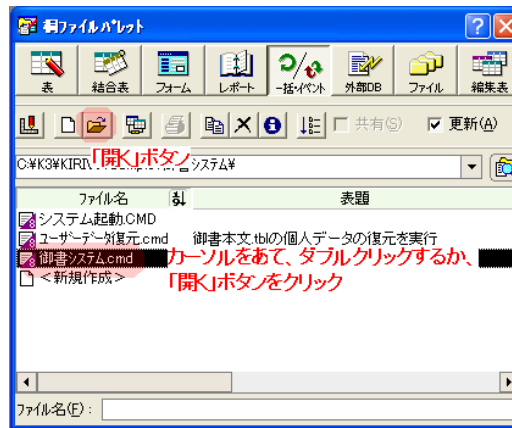 桐ファイルパレット
表 結合表 フォーム レポート 一括・イベント 外部DB ファイル 編集表
共有(S) 更新(A)
「開く」ボタン
C:¥K3¥KIRI
システム¥
ファイル名 表題
システム起動.CMD
ユーザーデータ復元.cmd 御書本文.tblの個人データの復元を実行
御書システム.cmd カーソルをあて、ダブルクリックするか、
<新規作成> 「開く」ボタンをクリック
ファイル名(F):